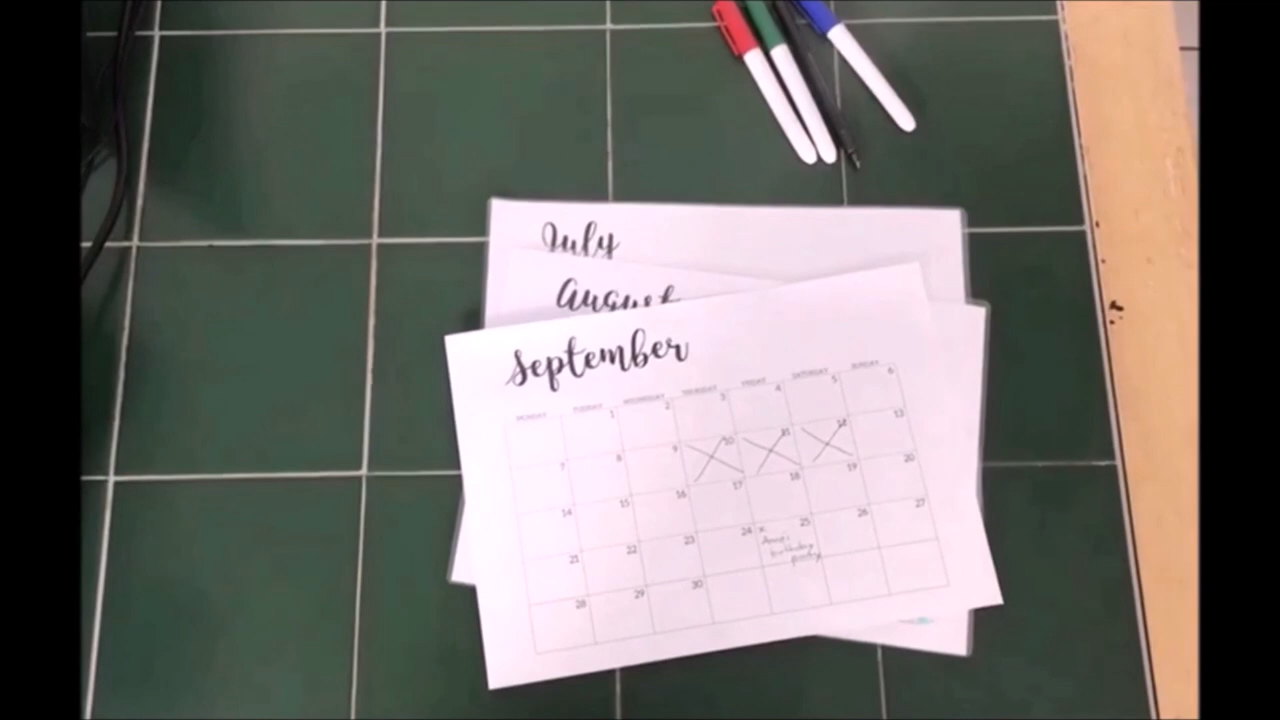 July
August
September
MONDAY TUESDAY WEDNESDAY THURSDAY FRIDAY SATURDAY SUNDAY
1 2 3 4 5 6
7 8 9 10 11 12 13
14 15 16 17 18 19 20
21 22 23 24 25 26 27
birthday
party
28 29 30